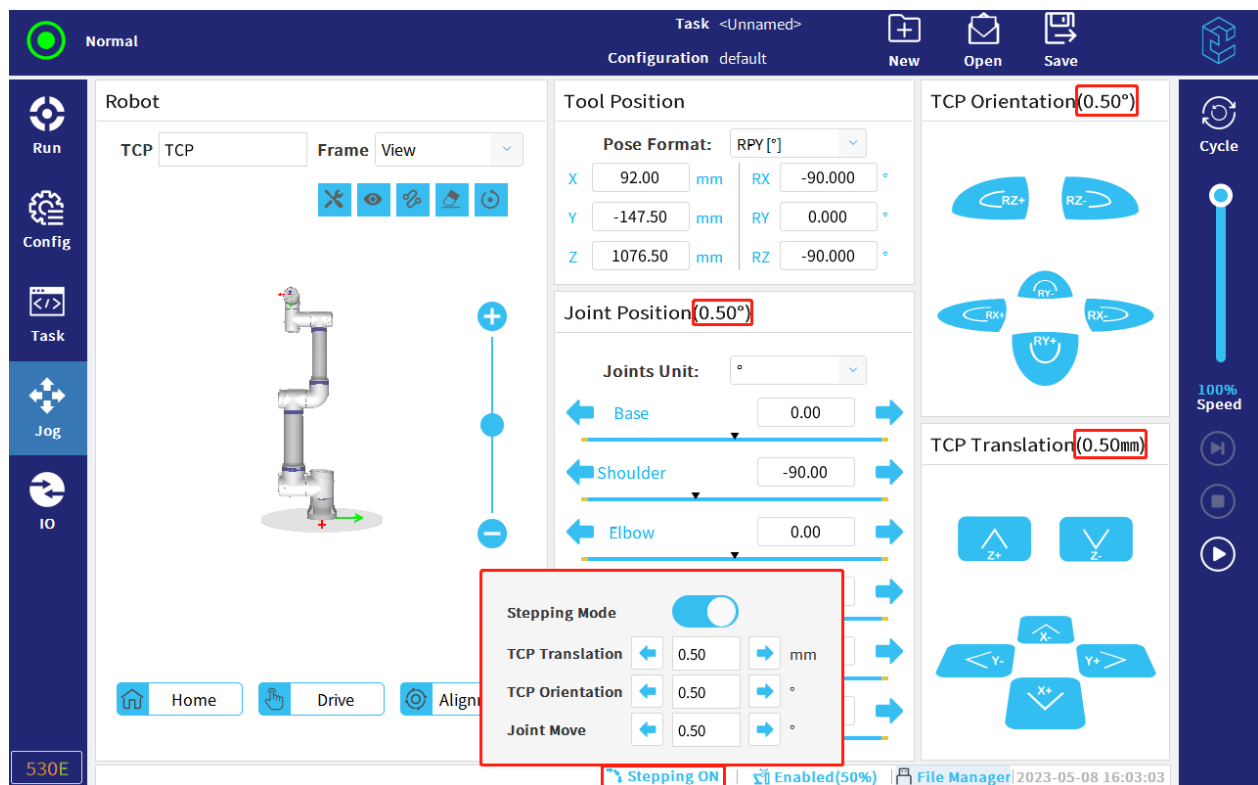 Normal
Task <Unnamed>
Configuration default
New
Open
Save
Run
Config
Task
Jog
IO
530E
Robot
TCP TCP
Frame View
Home
Drive
Alignm
Tool Position
Pose Format: RPY [°]
X 92.00 mm RX -90.000 °
Y -147.50 mm RY 0.000 °
Z 1076.50 mm RZ -90.000 °
Joint Position(0.50°)
Joints Unit: °
Base 0.00
Shoulder -90.00
Elbow 0.00
Stepping Mode
TCP Translation 0.50 mm
TCP Orientation 0.50 °
Joint Move 0.50 °
TCP Orientation(0.50°)
RZ+ RZ-
RY-
RX+ RX-
RY+
TCP Translation(0.50mm)
Z+ Z-
X-
Y- Y+
X+
Cycle
100%
Speed
Stepping ON | Enabled(50%) | File Manager | 2023-05-08 16:03:03